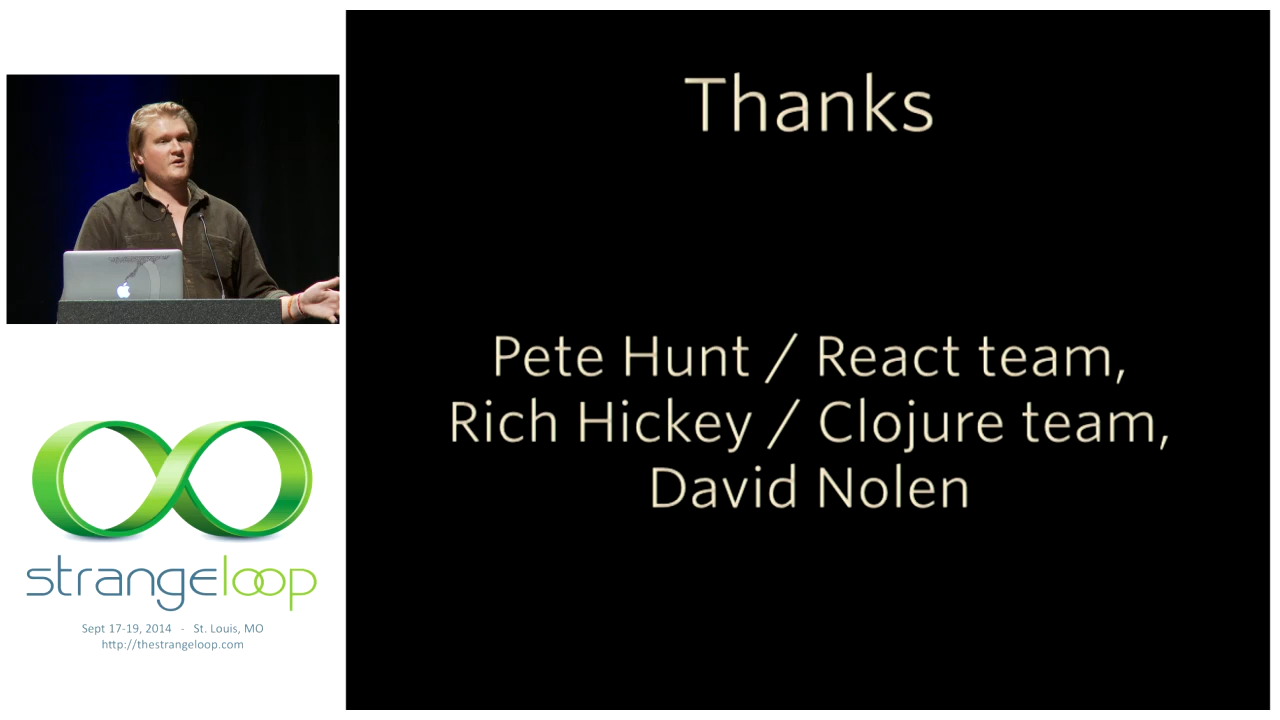 Thanks
Pete Hunt / React team,
Rich Hickey / Clojure team,
David Nolen
strangeloop
Sept 17-19, 2014 - St. Louis, MO
http://thestrangeloop.com